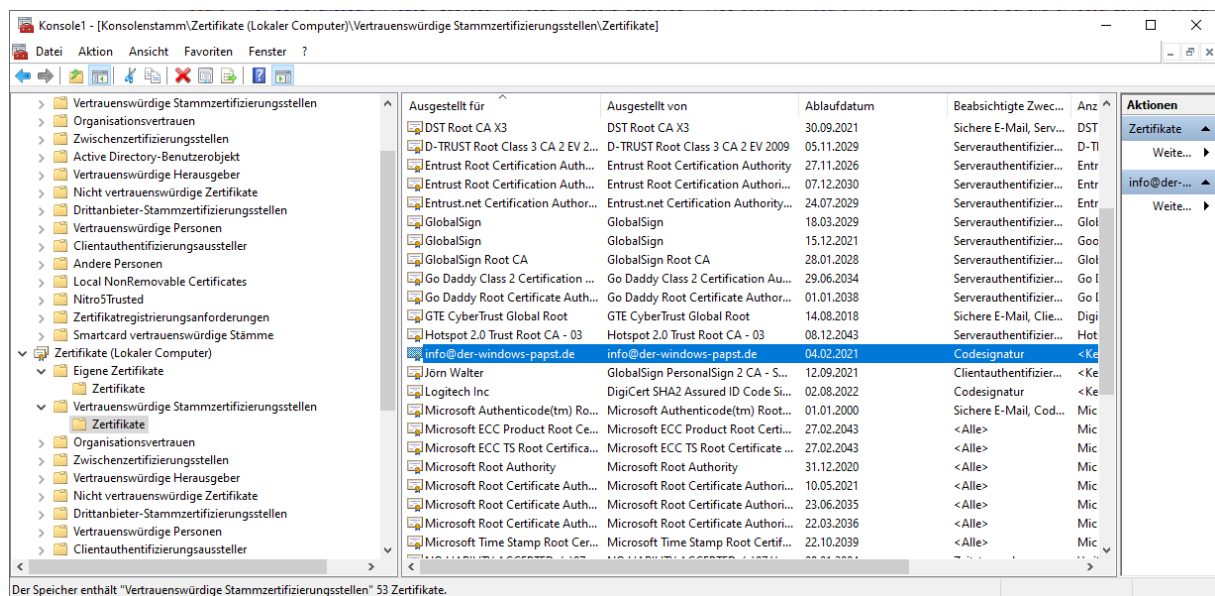 Konsole1 - [Konsolenstamm\Zertifikate (Lokaler Computer)\Vertrauenswürdige Stammzertifizierungsstellen\Zertifikate]
Datei Aktion Ansicht Favoriten Fenster ?
Vertrauenswürdige Stammzertifizierungsstellen
Organisationsvertrauen
Zwischenzertifizierungsstellen
Active Directory-Benutzerobjekt
Vertrauenswürdige Herausgeber
Nicht vertrauenswürdige Zertifikate
Drittanbieter-Stammzertifizierungsstellen
Vertrauenswürdige Personen
Clientauthentifizierungsaussteller
Andere Personen
Local NonRemovable Certificates
Nitro5Trusted
Zertifikatregistrierungsanforderungen
Smartcard vertrauenswürdige Stämme
Zertifikate (Lokaler Computer)
Eigene Zertifikate
Zertifikate
Vertrauenswürdige Stammzertifizierungsstellen
Zertifikate
Organisationsvertrauen
Zwischenzertifizierungsstellen
Vertrauenswürdige Herausgeber
Nicht vertrauenswürdige Zertifikate
Drittanbieter-Stammzertifizierungsstellen
Vertrauenswürdige Personen
Clientauthentifizierungsaussteller
Ausgestellt für Ausgestellt von Ablaufdatum Beabsichtigte Zwec... Anz
DST Root CA X3 DST Root CA X3 30.09.2021 Sichere E-Mail, Serv... DST
D-TRUST Root Class 3 CA 2 EV 2... D-TRUST Root Class 3 CA 2 EV 2009 05.11.2029 Serverauthentifizier... D-T
Entrust Root Certification Auth... Entrust Root Certification Authority 27.11.2026 Serverauthentifizier... Entr
Entrust Root Certification Auth... Entrust Root Certification Authori... 07.12.2030 Serverauthentifizier... Entr
Entrust.net Certification Author... Entrust.net Certification Authority... 24.07.2029 Serverauthentifizier... Entr
GlobalSign GlobalSign 18.03.2029 Serverauthentifizier... Glol
GlobalSign GlobalSign 15.12.2021 Serverauthentifizier... Goo
GlobalSign Root CA GlobalSign Root CA 28.01.2028 Serverauthentifizier... Glol
Go Daddy Class 2 Certification ... Go Daddy Class 2 Certification Au... 29.06.2034 Serverauthentifizier... Go
Go Daddy Root Certificate Auth... Go Daddy Root Certificate Author... 01.01.2038 Serverauthentifizier... Go
GTE CyberTrust Global Root GTE CyberTrust Global Root 14.08.2018 Sichere E-Mail, Clie... Digi
Hotspot 2.0 Trust Root CA - 03 Hotspot 2.0 Trust Root CA - 03 08.12.2043 Serverauthentifizier... Hot
info@der-windows-papst.de info@der-windows-papst.de 04.02.2021 Codesignatur <Ke
Jörn Walter GlobalSign PersonalSign 2 CA - S... 12.09.2021 Clientauthentifizier... <Ke
Logitech Inc DigiCert SHA2 Assured ID Code Si... 02.08.2022 Codesignatur <Ke
Microsoft Authenticode(tm) Ro... Microsoft Authenticode(tm) Root... 01.01.2000 Sichere E-Mail, Cod... Mic
Microsoft ECC Product Root Ce... Microsoft ECC Product Root Certi... 27.02.2043 <Alle> Mic
Microsoft ECC TS Root Certifica... Microsoft ECC TS Root Certificate ... 27.02.2043 <Alle> Mic
Microsoft Root Authority Microsoft Root Authority 31.12.2020 <Alle> Mic
Microsoft Root Certificate Auth... Microsoft Root Certificate Authori... 10.05.2021 <Alle> Mic
Microsoft Root Certificate Auth... Microsoft Root Certificate Authori... 23.06.2035 <Alle> Mic
Microsoft Root Certificate Auth... Microsoft Root Certificate Authori... 22.03.2036 <Alle> Mic
Microsoft Time Stamp Root Cer... Microsoft Time Stamp Root Certif... 22.10.2039 <Alle> Mic
Aktionen
Zertifikate
Weite...
info@der-...
Weite...
Der Speicher enthält "Vertrauenswürdige Stammzertifizierungsstellen" 53 Zertifikate.